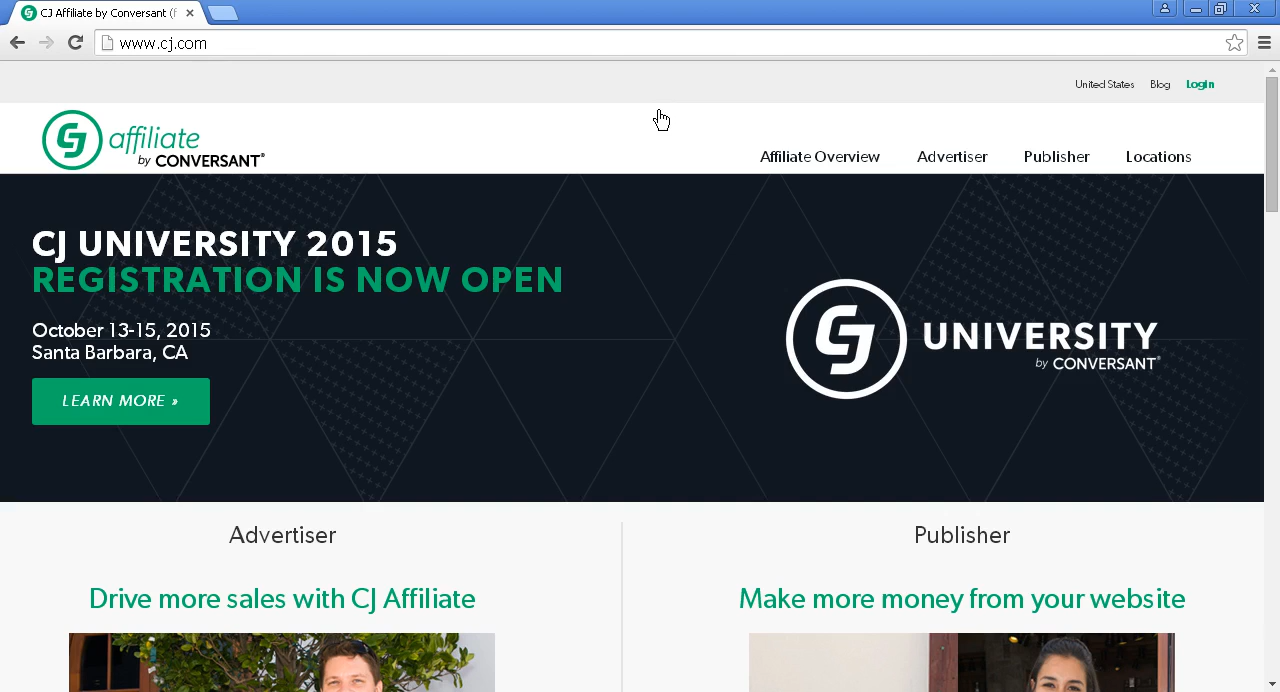 CJ Affiliate by Conversant (f
www.cj.com
United States Blog Login
CJ affiliate
by CONVERSANT®
Affiliate Overview Advertiser Publisher Locations
CJ UNIVERSITY 2015
REGISTRATION IS NOW OPEN
October 13-15, 2015
Santa Barbara, CA
LEARN MORE »
CJ UNIVERSITY
by CONVERSANT®
Advertiser
Drive more sales with CJ Affiliate
Publisher
Make more money from your website